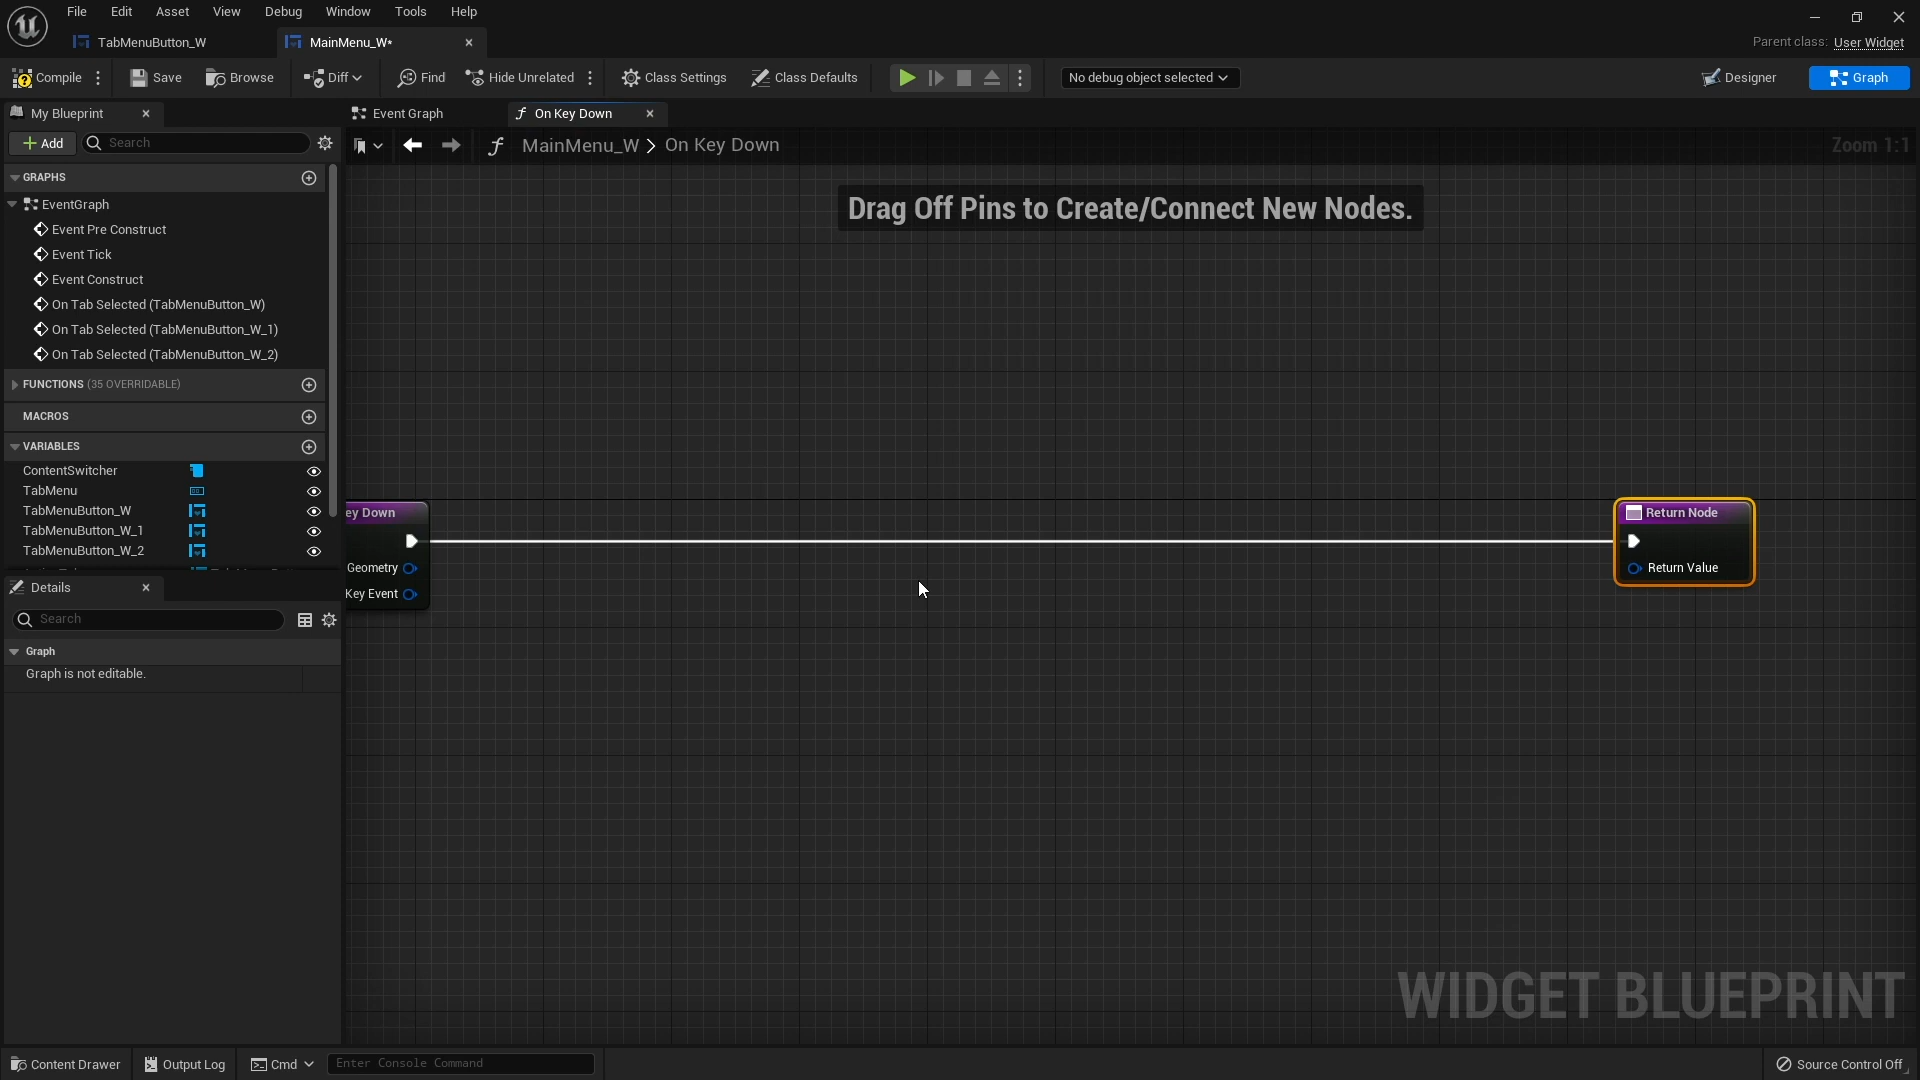 File Edit Asset View Debug Window Tools Help
TabMenuButton_W MainMenu_W*
Parent class: User Widget
Compile Save Browse Diff Find Hide Unrelated Class Settings Class Defaults No debug object selected Designer Graph
My Blueprint Event Graph On Key Down
Add Search MainMenu_W > On Key Down Zoom 1:1
GRAPHS
EventGraph
Event Pre Construct
Event Tick
Event Construct
On Tab Selected (TabMenuButton_W)
On Tab Selected (TabMenuButton_W_1)
On Tab Selected (TabMenuButton_W_2)
FUNCTIONS (35 OVERRIDABLE)
MACROS
VARIABLES
ContentSwitcher
TabMenu
TabMenuButton_W
TabMenuButton_W_1
TabMenuButton_W_2
Details
Search
Graph
Graph is not editable.
Drag Off Pins to Create/Connect New Nodes.
ey Down
Geometry
Key Event
Return Node
Return Value
WIDGET BLUEPRINT
Content Drawer Output Log Cmd Enter Console Command Source Control Off